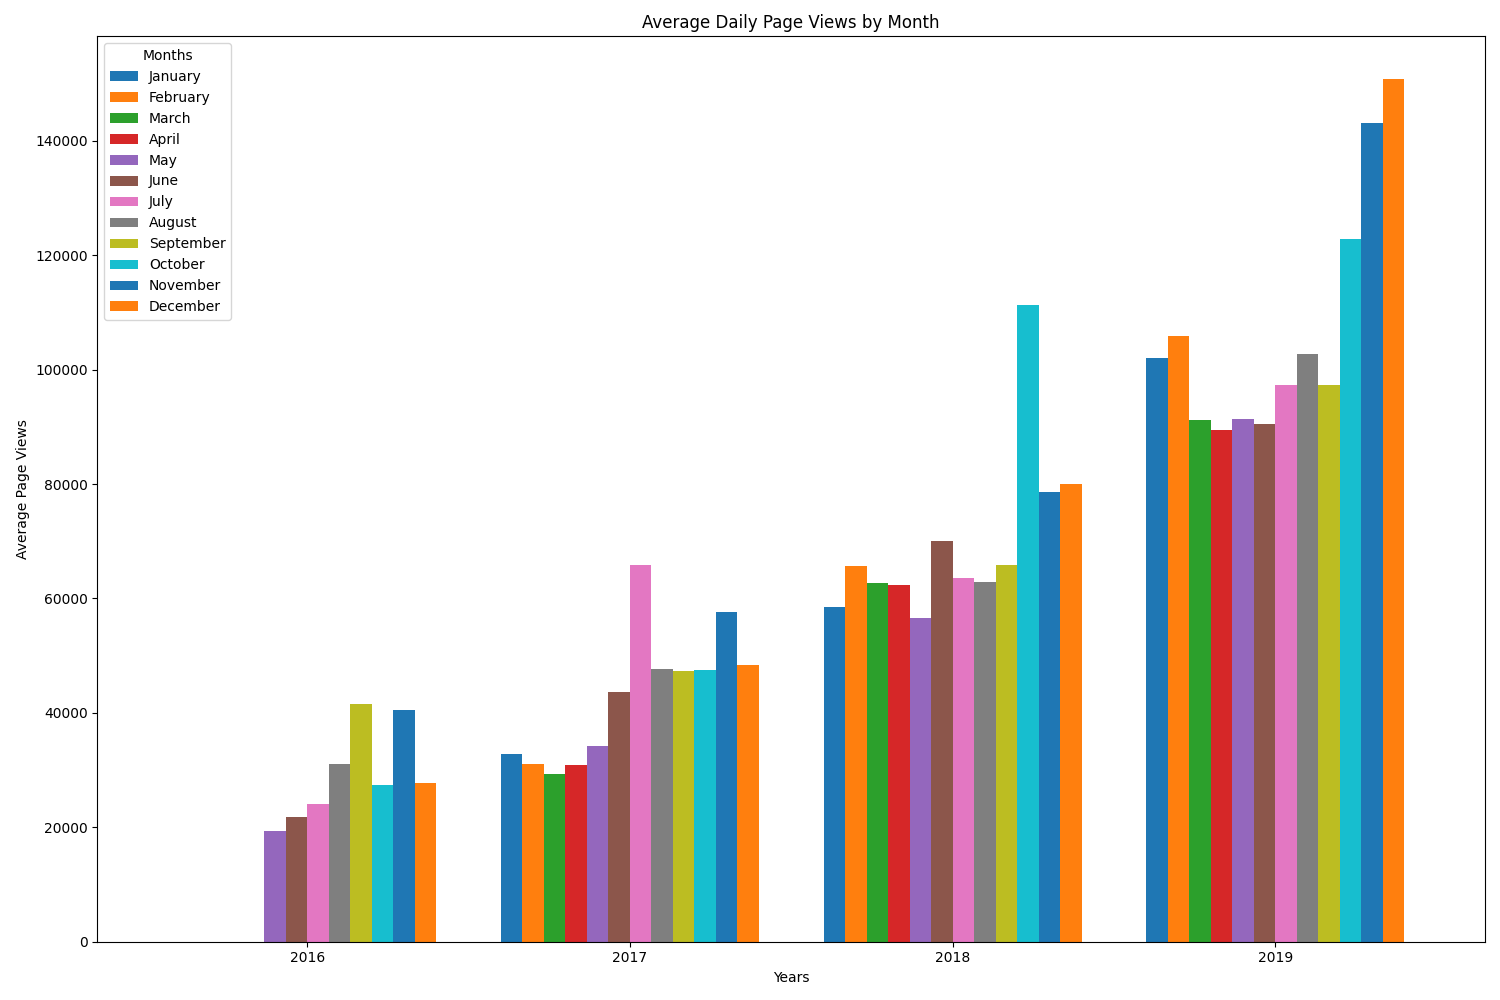 Average Daily Page Views by Month
Months
January
February
March
April
May
June
July
August
September
October
November
December
140000
120000
100000
80000
60000
40000
20000
0
Average Page Views
2016 2017 2018 2019
Years